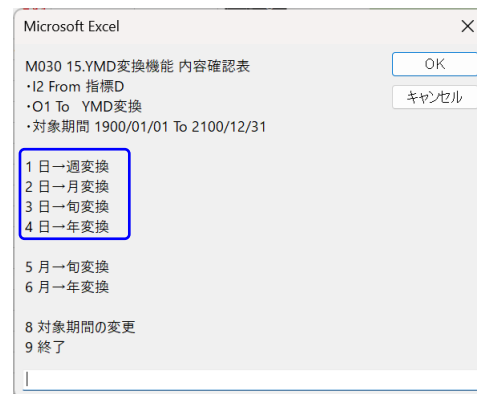 Microsoft Excel
M030 15.YMD変換機能 内容確認表
・I2 From 指標D
・O1 To YMD変換
・対象期間 1900/01/01 To 2100/12/31
OK
キャンセル
1 日→週変換
2 日→月変換
3 日→旬変換
4 日→年変換
5 月→旬変換
6 月→年変換
8 対象期間の変更
9 終了